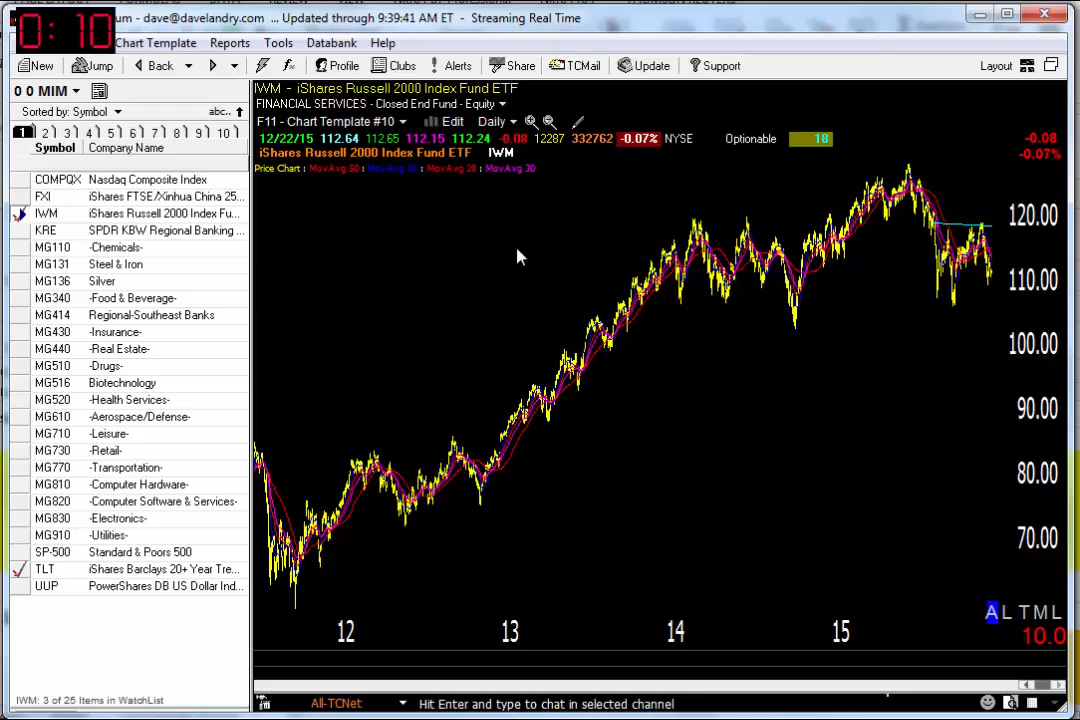 um - dave@davelandry.com ... Updated through 9:39:41 AM ET - Streaming Real Time
0:10
Chart Template Reports Tools Databank Help
New Jump Back Profile Clubs Alerts Share TCMail Update Support Layout
0 0 MIM
Sorted by: Symbol abc..
1 2 3 4 5 6 7 8 9 10
Symbol Company Name
COMPQX Nasdaq Composite Index
FXI iShares FTSE/Xinhua China 25...
IWM iShares Russell 2000 Index Fu...
KRE SPDR KBW Regional Banking ...
MG110 -Chemicals-
MG131 Steel & Iron
MG136 Silver
MG340 -Food & Beverage-
MG414 Regional-Southeast Banks
MG430 -Insurance-
MG440 -Real Estate-
MG510 -Drugs-
MG516 Biotechnology
MG520 -Health Services-
MG610 -Aerospace/Defense-
MG710 -Leisure-
MG730 -Retail-
MG770 -Transportation-
MG810 -Computer Hardware-
MG820 -Computer Software & Services-
MG830 -Electronics-
MG910 -Utilities-
SP-500 Standard & Poors 500
TLT iShares Barclays 20+ Year Tre...
UUP PowerShares DB US Dollar Ind...
IWM: 3 of 25 Items in WatchList
IWM - iShares Russell 2000 Index Fund ETF
FINANCIAL SERVICES - Closed End Fund - Equity
F11 - Chart Template #10 Edit Daily
12/22/15 112.64 112.65 112.15 112.24 -0.08 12287 332762 -0.07% NYSE Optionable 18 -0.08
-0.07%
iShares Russell 2000 Index Fund ETF IWM
Price Chart : MovAvg 50 : MovAvg 10 : MovAvg 20 : MovAvg 30
120.00
110.00
100.00
90.00
80.00
70.00
A L T M L
10.0
12 13 14 15
All-TCNet Hit Enter and type to chat in selected channel